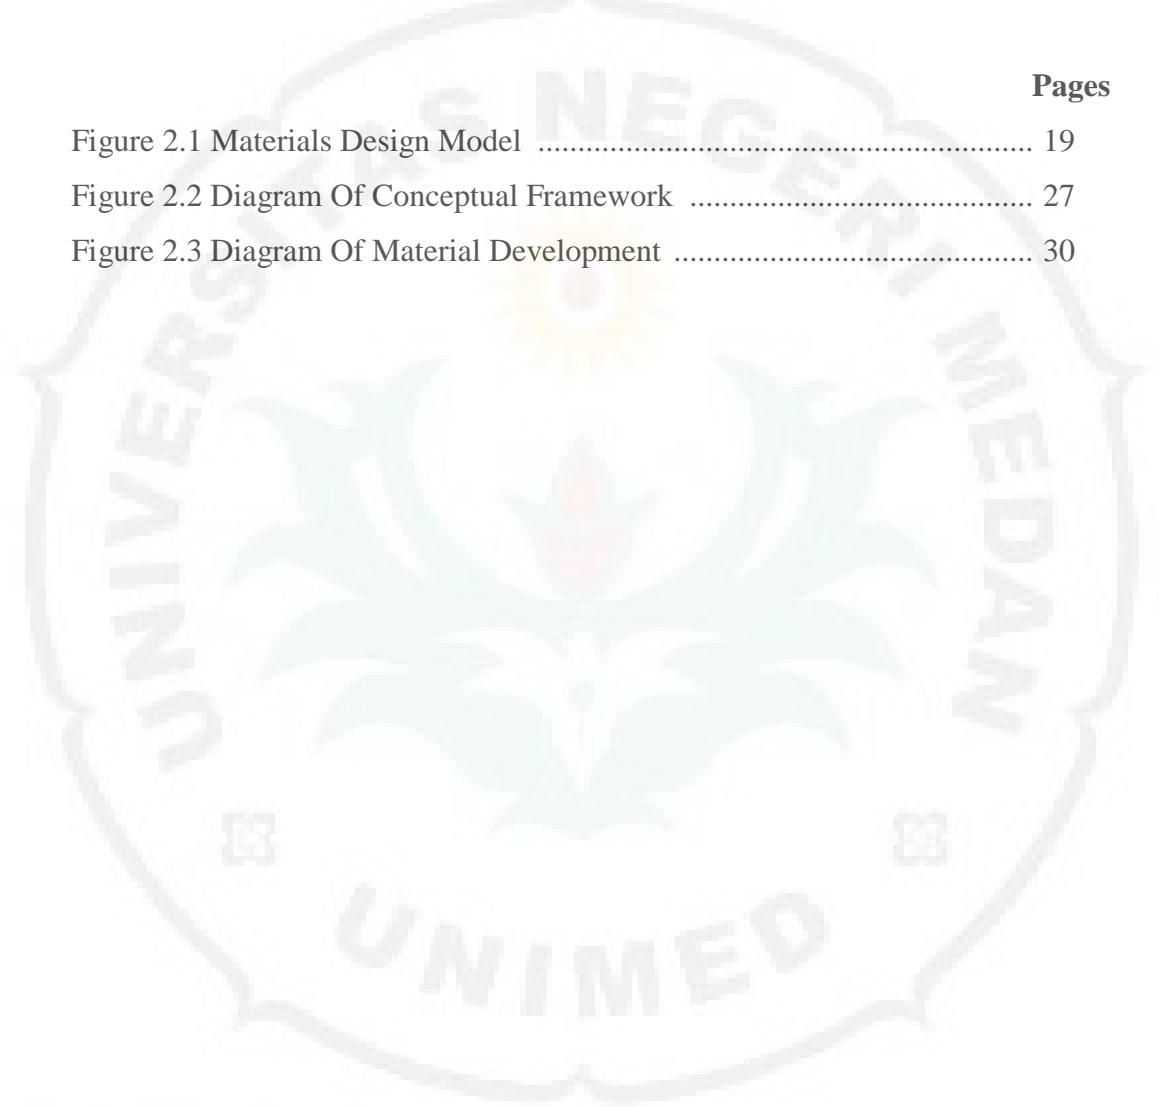 Pages
Figure 2.1 Materials Design Model ............................................................... 19
Figure 2.2 Diagram Of Conceptual Framework ........................................... 27
Figure 2.3 Diagram Of Material Development ............................................. 30
UNIVERSITAS NEGERI MEDAN
UNIMED